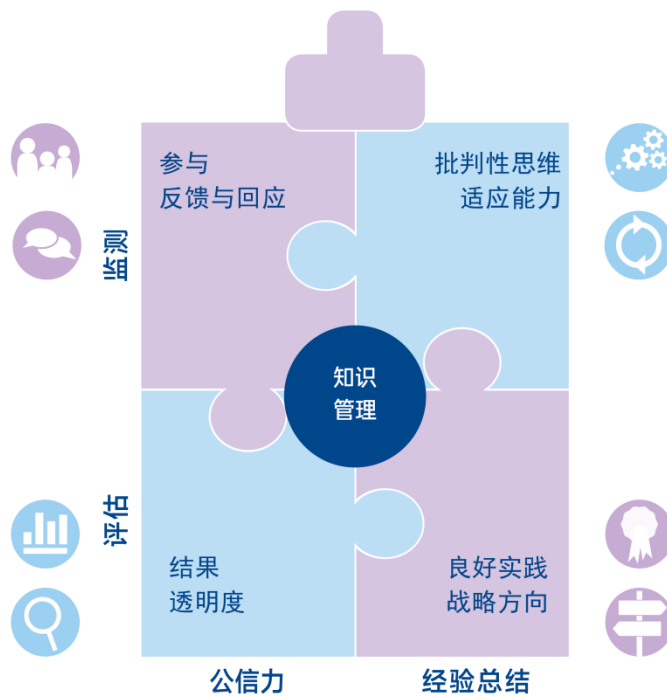 参与
反馈与回应
批判性思维
适应能力
监测
知识
管理
评估
结果
透明度
良好实践
战略方向
公信力
经验总结